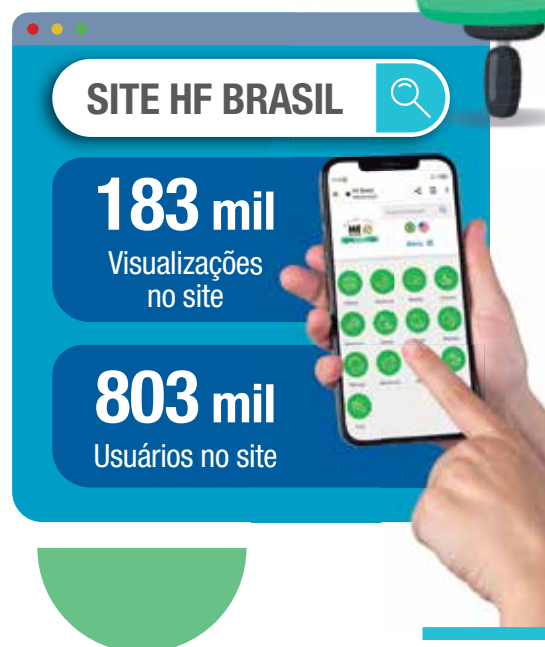 SITE HF BRASIL
183 mil
Visualizações
no site
803 mil
Usuários no site